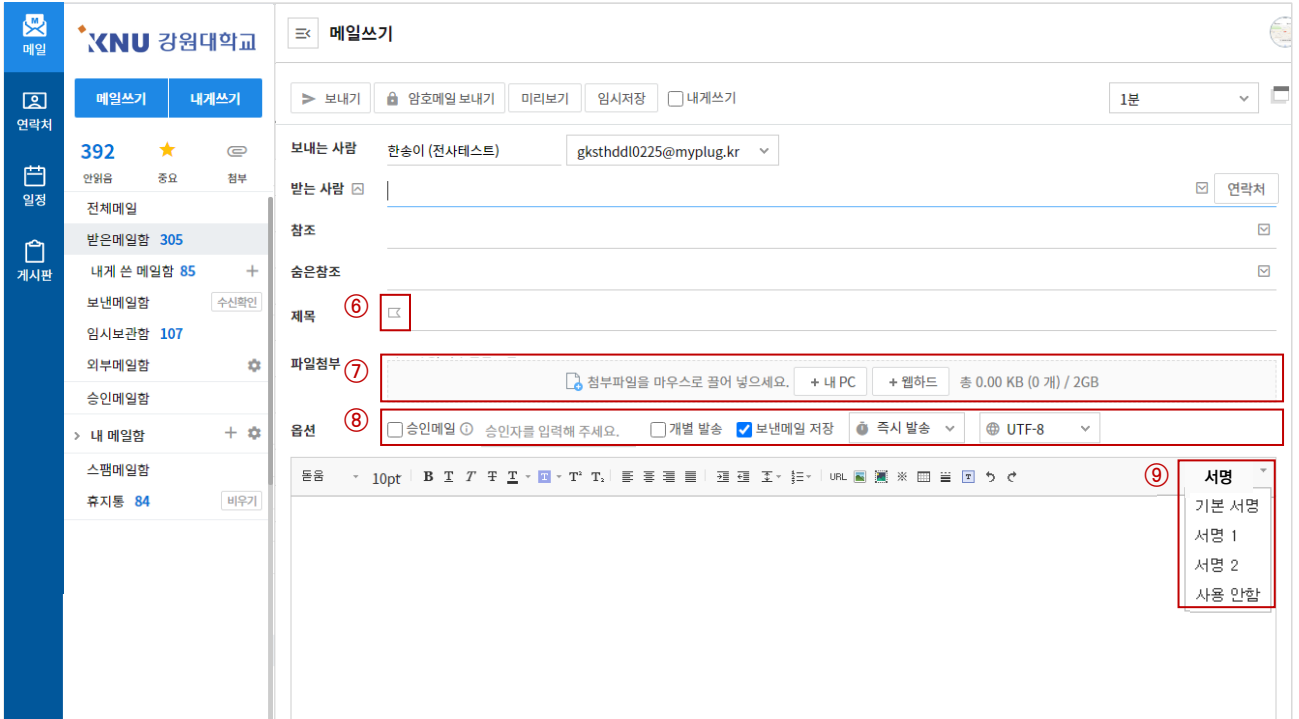 메일
연락처
일정
게시판
KNU 강원대학교
메일쓰기 내게쓰기
392
안읽음 중요 첨부
전체메일
받은메일함 305
내게 쓴 메일함 85
보낸메일함 수신확인
임시보관함 107
외부메일함
승인메일함
내 메일함
스팸메일함
휴지통 84 비우기
메일쓰기
보내기 암호메일 보내기 미리보기 임시저장 내게쓰기 1분
보내는 사람 한송이 (전사테스트) gksthddl0225@myplug.kr
받는 사람 연락처
참조
숨은참조
제목 ⑥
파일첨부 ⑦ 첨부파일을 마우스로 끌어 넣으세요. + 내 PC + 웹하드 총 0.00 KB (0 개) / 2GB
옵션 ⑧ 승인메일 승인자를 입력해 주세요. 개별 발송 보낸메일 저장 즉시 발송 UTF-8
돋움 10pt B T T T T T T² T₂ URL ※ T ⑨ 서명
기본 서명
서명 1
서명 2
사용 안함